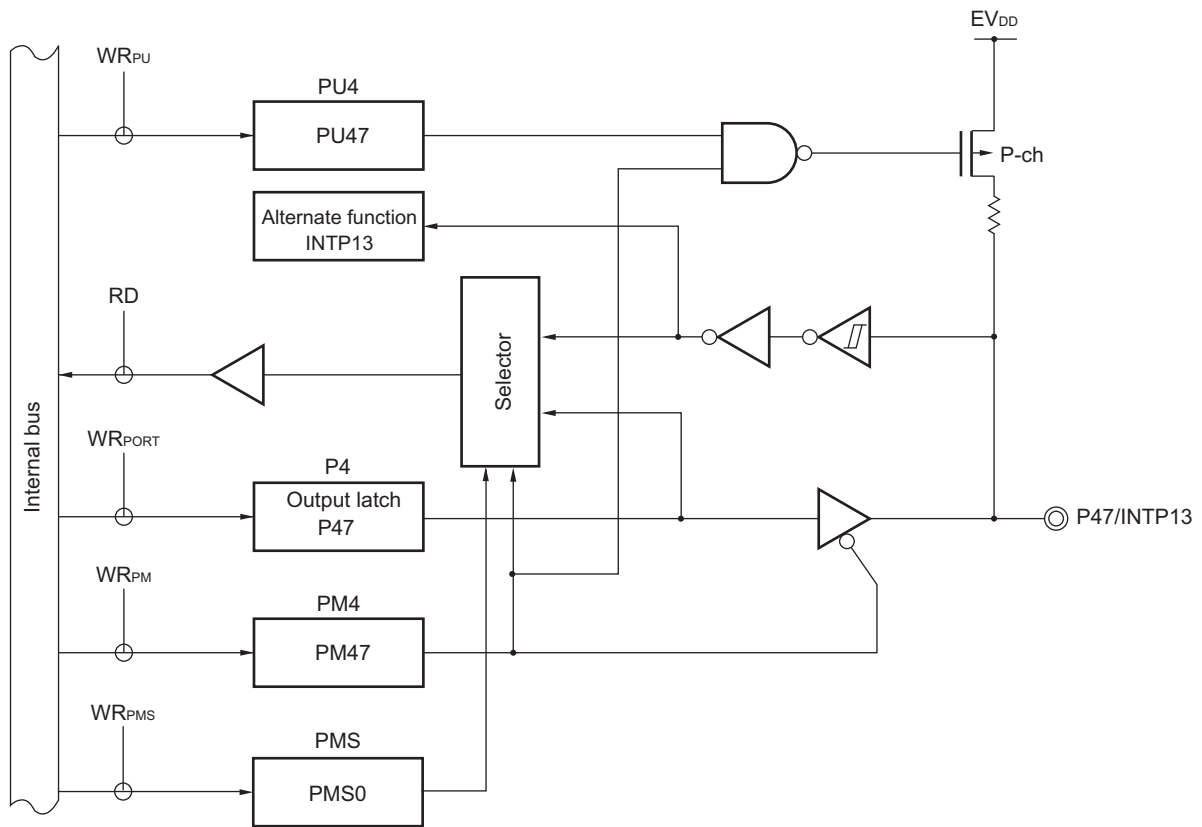 EVDD
WRPU
PU4
PU47
P-ch
Alternate function
INTP13
RD
Selector
Internal bus
WRPORT
P4
Output latch
P47
P47/INTP13
WRPM
PM4
PM47
WRPMS
PMS
PMS0